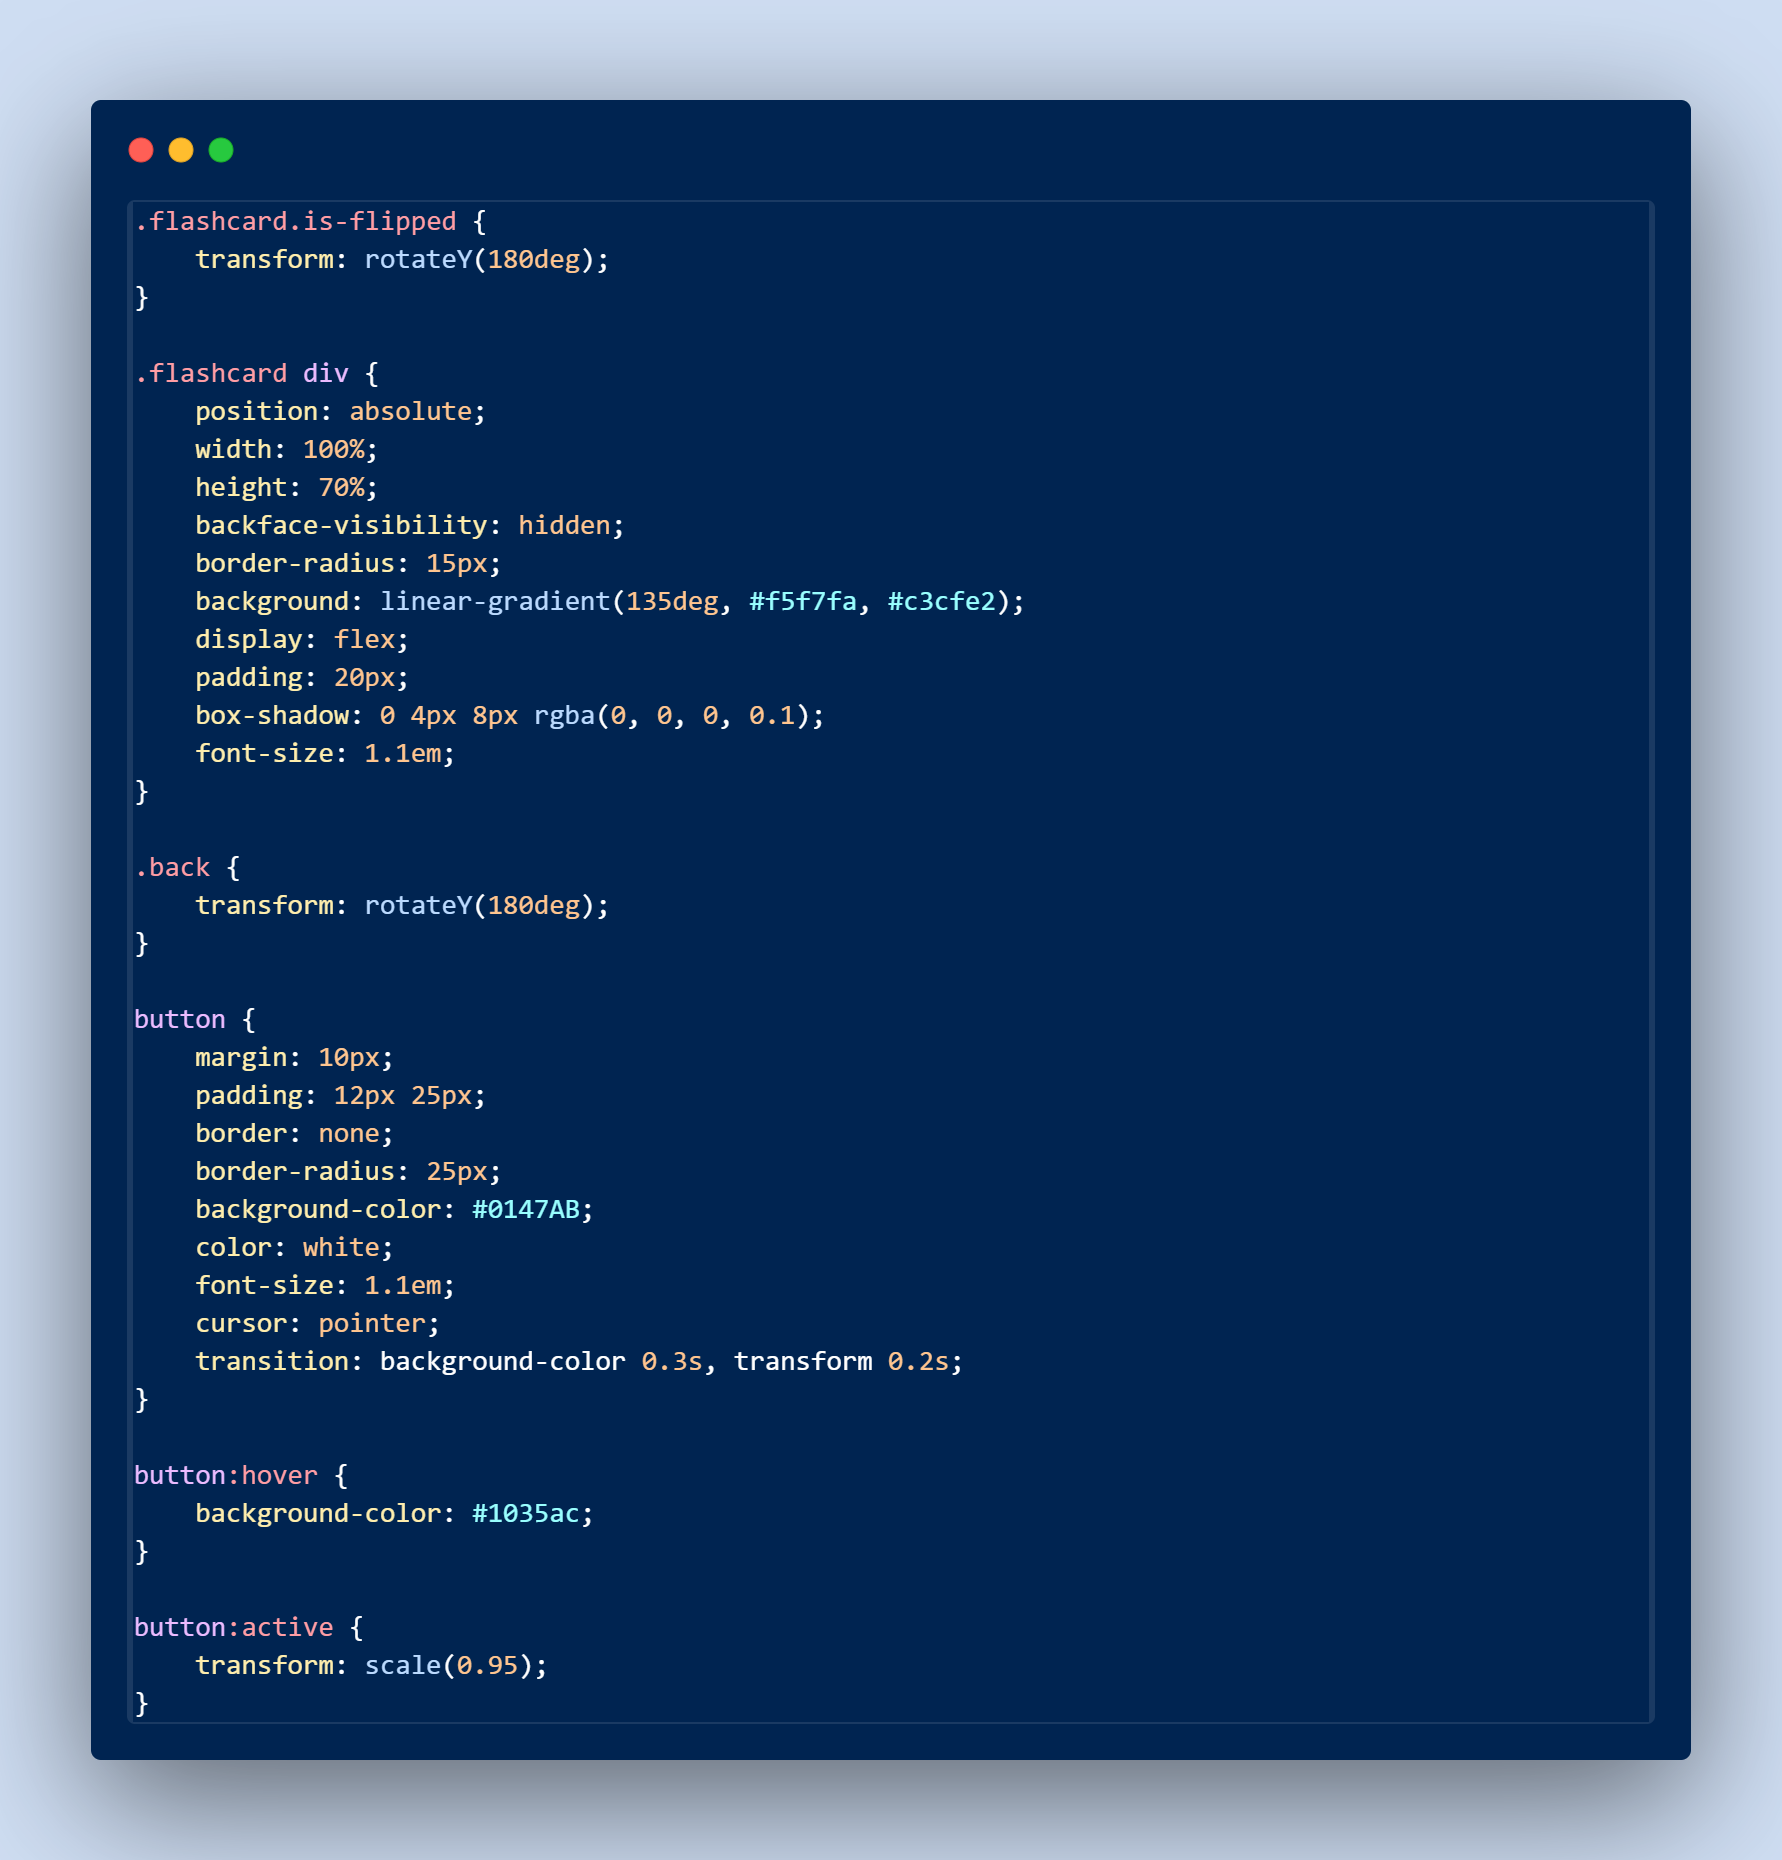 .flashcard.is-flipped {
    transform: rotateY(180deg);
}

.flashcard div {
    position: absolute;
    width: 100%;
    height: 70%;
    backface-visibility: hidden;
    border-radius: 15px;
    background: linear-gradient(135deg, #f5f7fa, #c3cfe2);
    display: flex;
    padding: 20px;
    box-shadow: 0 4px 8px rgba(0, 0, 0, 0.1);
    font-size: 1.1em;
}

.back {
    transform: rotateY(180deg);
}

button {
    margin: 10px;
    padding: 12px 25px;
    border: none;
    border-radius: 25px;
    background-color: #0147AB;
    color: white;
    font-size: 1.1em;
    cursor: pointer;
    transition: background-color 0.3s, transform 0.2s;
}

button:hover {
    background-color: #1035ac;
}

button:active {
    transform: scale(0.95);
}